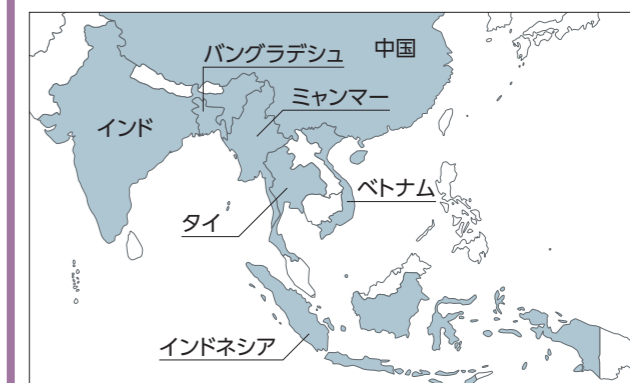 バングラデシュ
中国
ミャンマー
インド
ベトナム
タイ
インドネシア